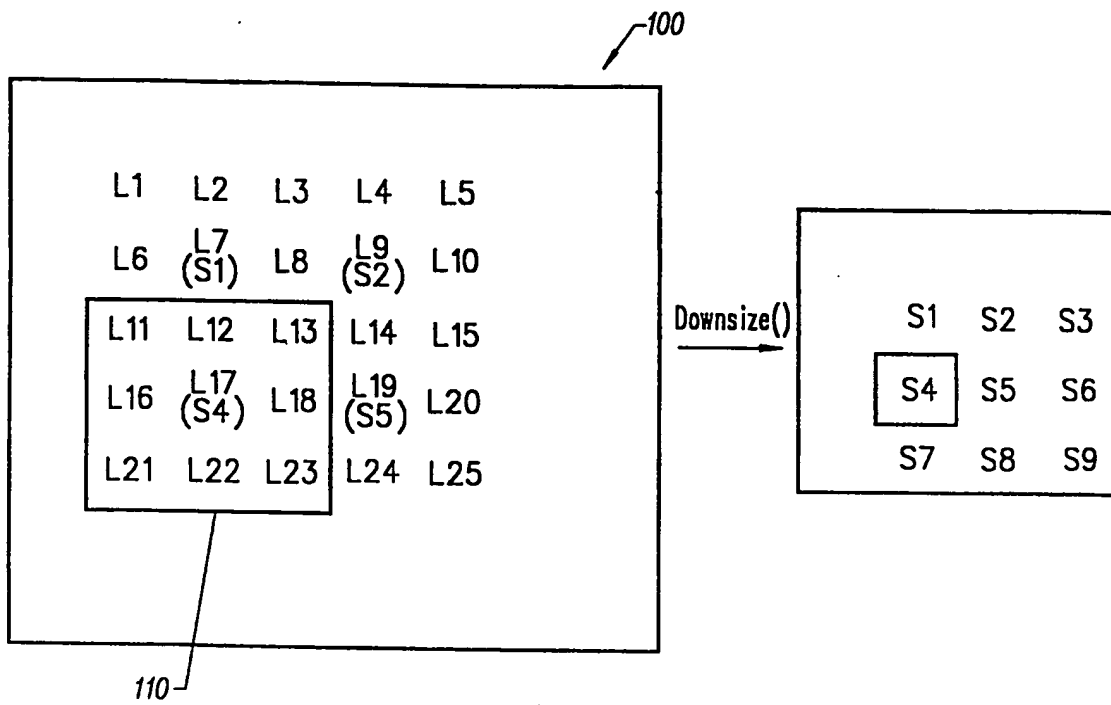 100
L1 L2 L3 L4 L5
L6 L7 L8 L9 L10
(S1) (S2)
L11 L12 L13 L14 L15
L16 L17 L18 L19 L20
(S4) (S5)
L21 L22 L23 L24 L25
110
Downsize()
S1 S2 S3
S4 S5 S6
S7 S8 S9